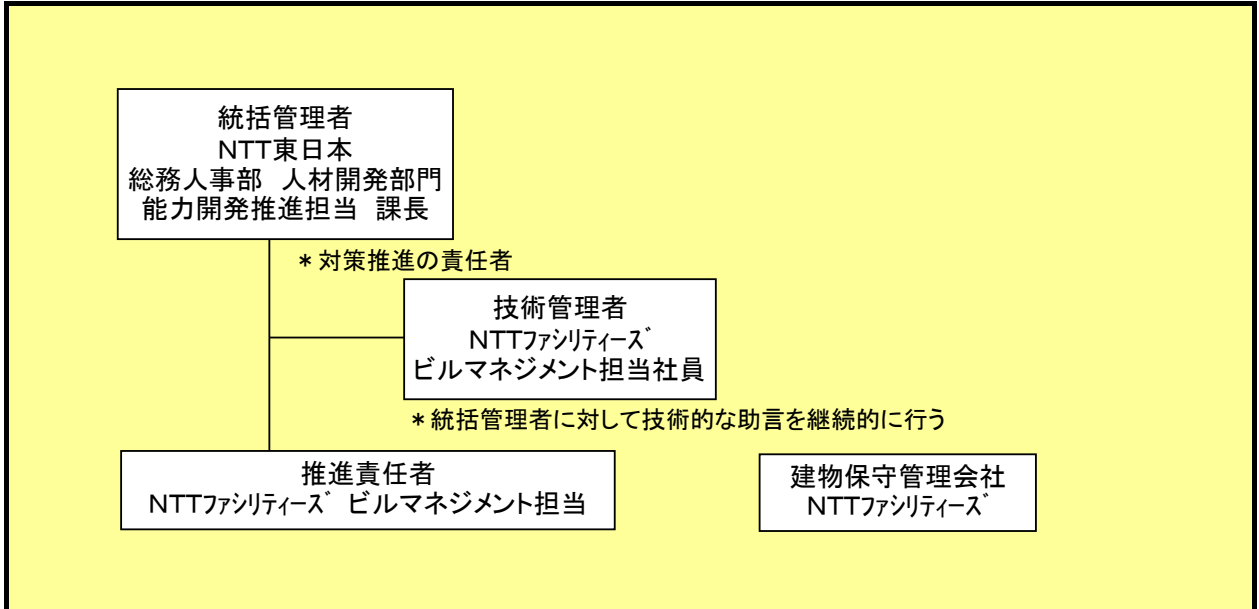 統括管理者
NTT東日本
総務人事部　人材開発部門
能力開発推進担当　課長
＊対策推進の責任者
技術管理者
NTTﾌｧｼﾘﾃｨｰｽﾞ
ビルマネジメント担当社員
＊統括管理者に対して技術的な助言を継続的に行う
推進責任者
NTTﾌｧｼﾘﾃｨｰｽﾞ ビルマネジメント担当
建物保守管理会社
NTTﾌｧｼﾘﾃｨｰｽﾞ